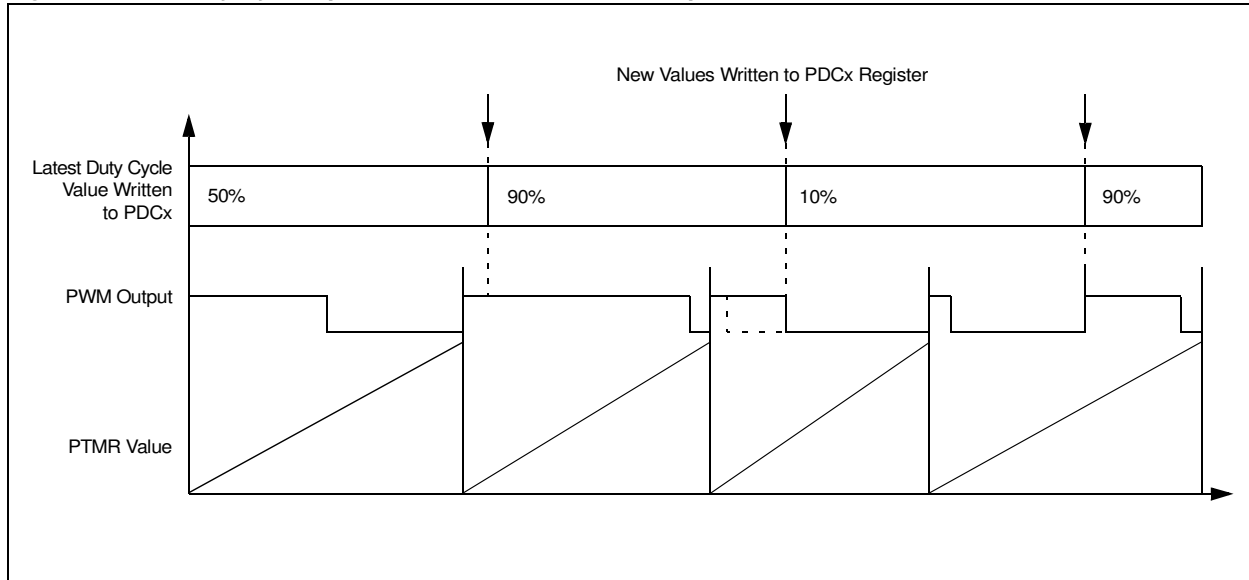 New Values Written to PDCx Register
Latest Duty Cycle
Value Written
to PDCx
50%
90%
10%
90%
PWM Output
PTMR Value